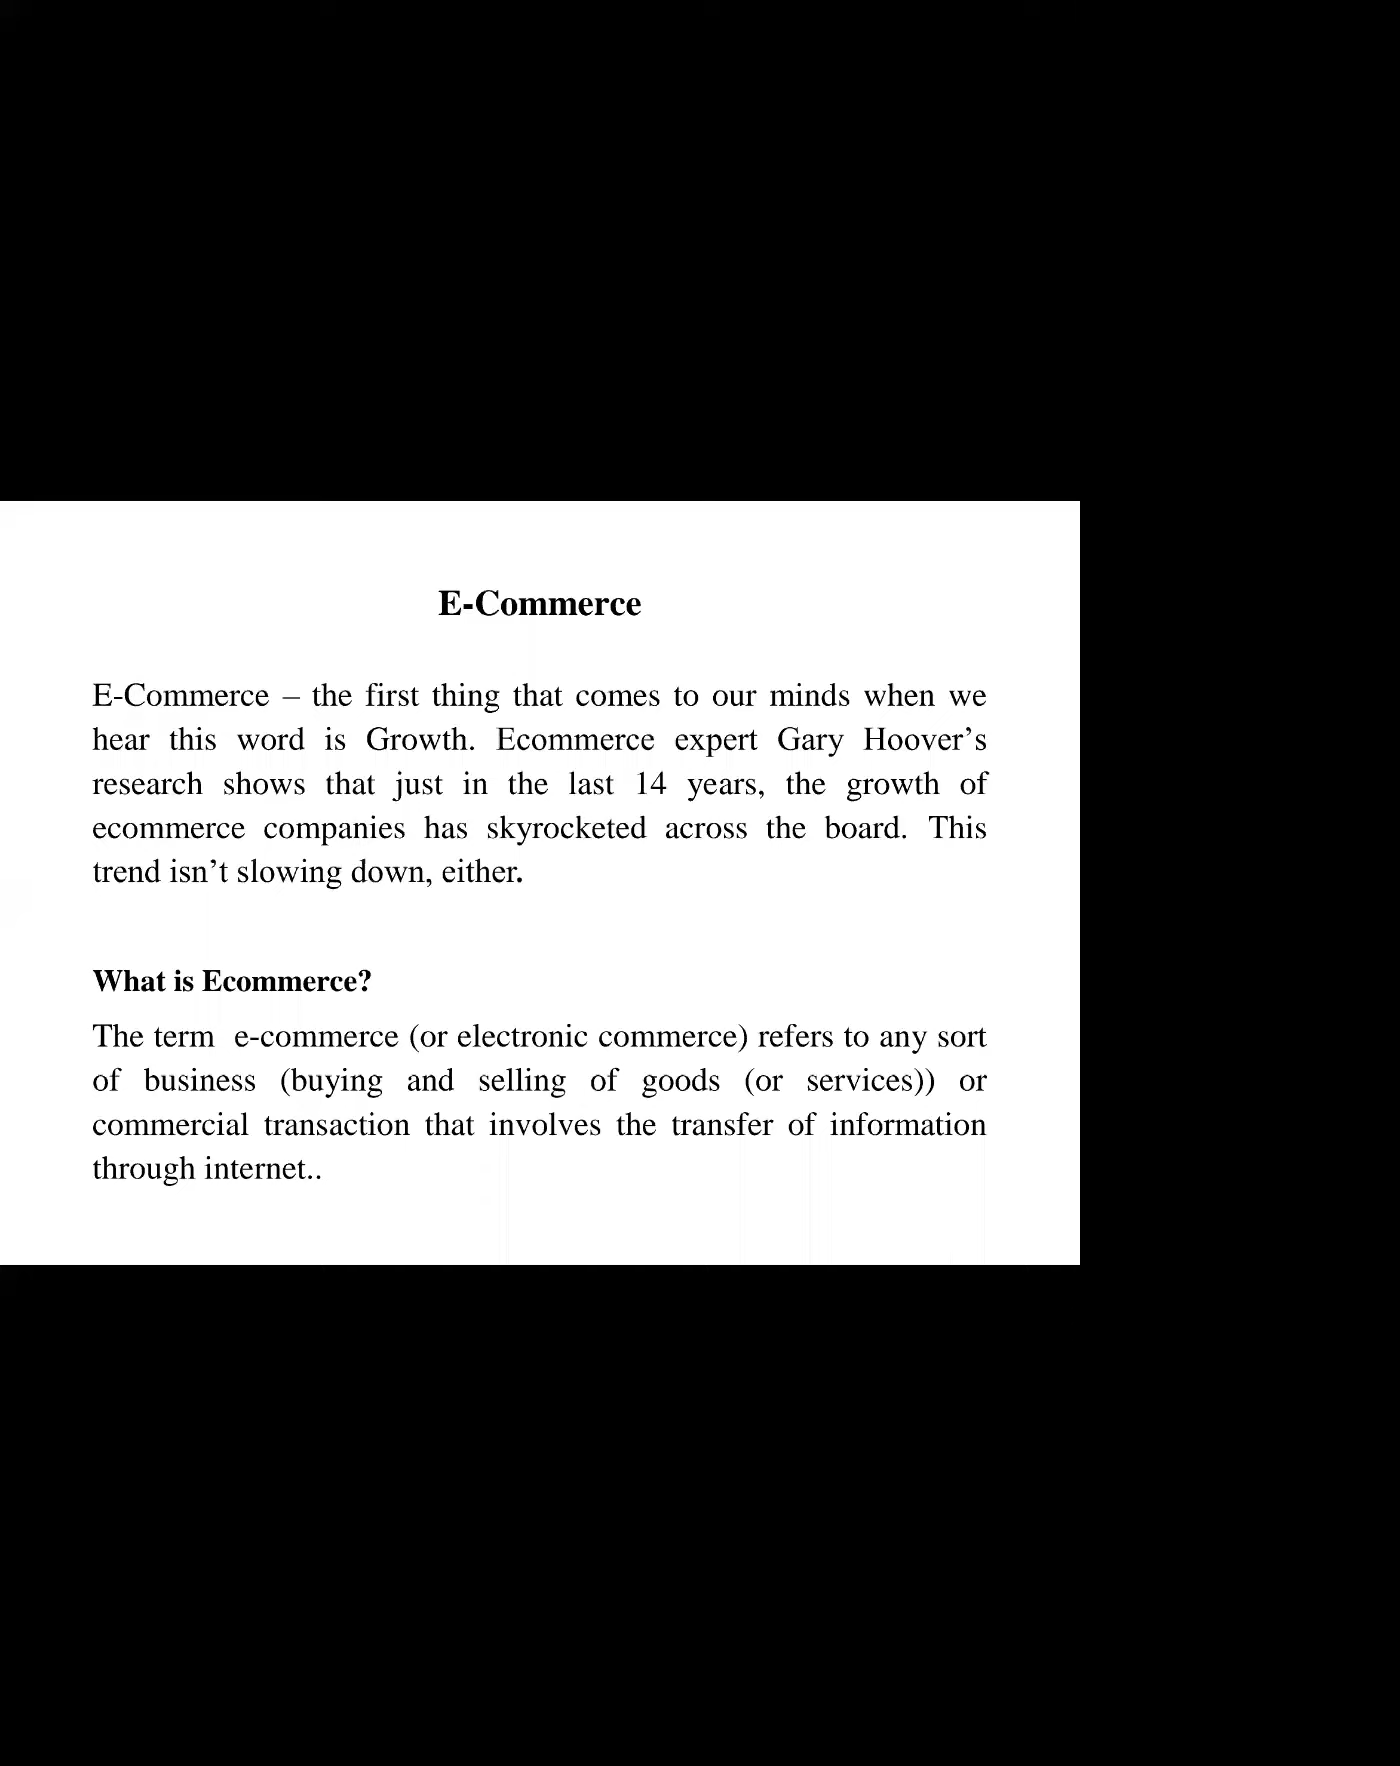 E-Commerce
E-Commerce – the first thing that comes to our minds when we
hear this word is Growth. Ecommerce expert Gary Hoover’s
research shows that just in the last 14 years, the growth of
ecommerce companies has skyrocketed across the board. This
trend isn’t slowing down, either.
What is Ecommerce?
The term  e-commerce (or electronic commerce) refers to any sort
of business (buying and selling of goods (or services)) or
commercial transaction that involves the transfer of information
through internet..